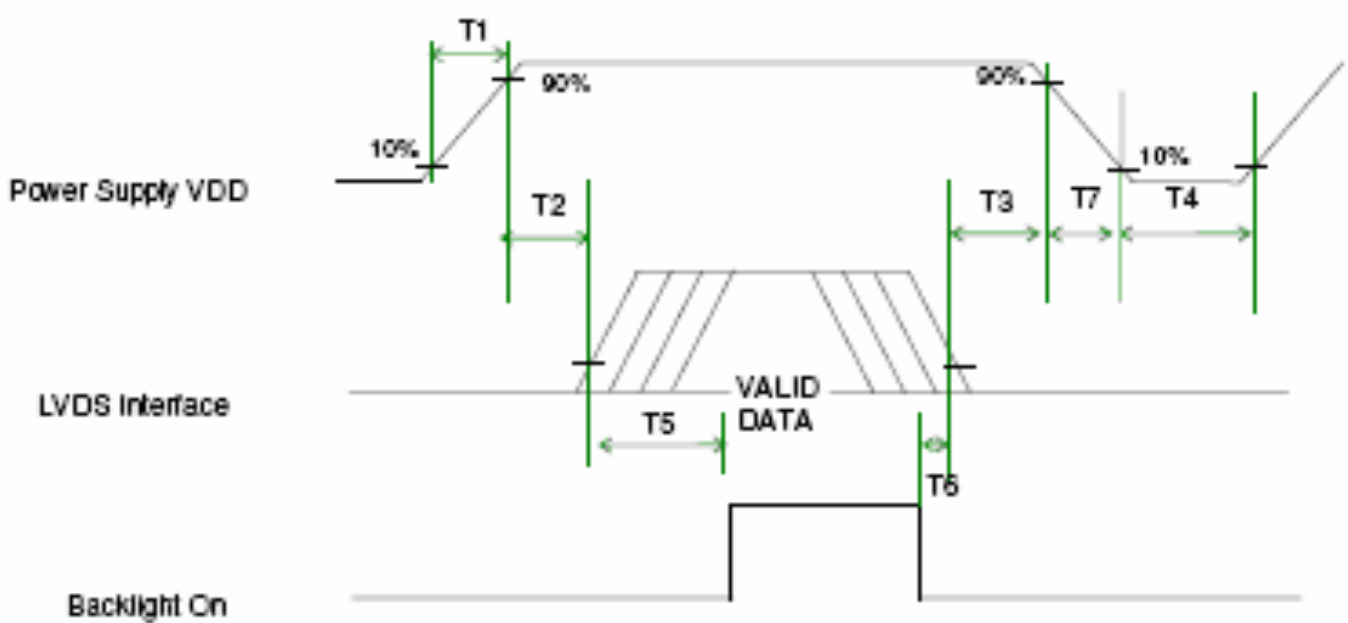 T1
90%
90%
10%
10%
Power Supply VDD
T2
T3
T7
T4
VALID
DATA
LVDS Interface
T5
T6
Backlight On